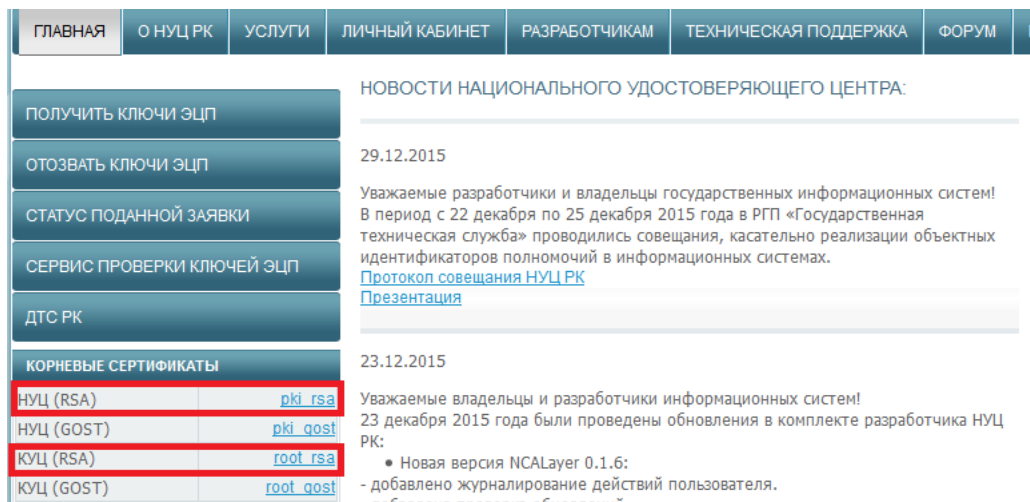 ГЛАВНАЯ
О НУЦ РК
УСЛУГИ
ЛИЧНЫЙ КАБИНЕТ
РАЗРАБОТЧИКАМ
ТЕХНИЧЕСКАЯ ПОДДЕРЖКА
ФОРУМ
ПОЛУЧИТЬ КЛЮЧИ ЭЦП
ОТОЗВАТЬ КЛЮЧИ ЭЦП
СТАТУС ПОДАННОЙ ЗАЯВКИ
СЕРВИС ПРОВЕРКИ КЛЮЧЕЙ ЭЦП
ДТС РК
КОРНЕВЫЕ СЕРТИФИКАТЫ
НУЦ (RSA) pki_rsa
НУЦ (GOST) pki_gost
КУЦ (RSA) root_rsa
КУЦ (GOST) root_gost
НОВОСТИ НАЦИОНАЛЬНОГО УДОСТОВЕРЯЮЩЕГО ЦЕНТРА:
29.12.2015
Уважаемые разработчики и владельцы государственных информационных систем!
В период с 22 декабря по 25 декабря 2015 года в РГП «Государственная
техническая служба» проводились совещания, касательно реализации объектных
идентификаторов полномочий в информационных системах.
Протокол совещания НУЦ РК
Презентация
23.12.2015
Уважаемые владельцы и разработчики информационных систем!
23 декабря 2015 года были проведены обновления в комплекте разработчика НУЦ
РК:
• Новая версия NCALayer 0.1.6:
- добавлено журналирование действий пользователя.